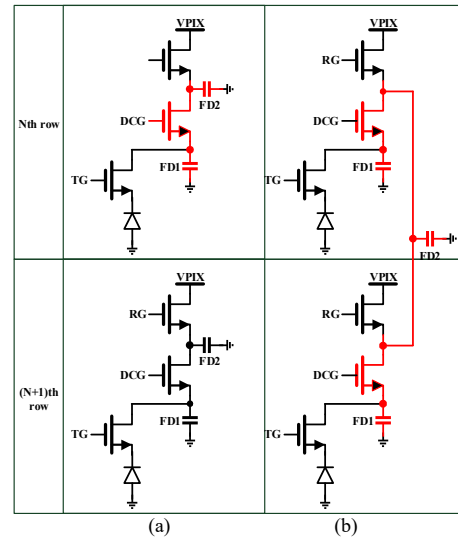 VPIX
VPIX
RG
FD2
Nth row
DCG
DCG
FD1
FD1
TG
TG
FD2
VPIX
VPIX
RG
RG
FD2
(N+1)th
row
DCG
DCG
FD1
FD1
TG
TG
(a)
(b)